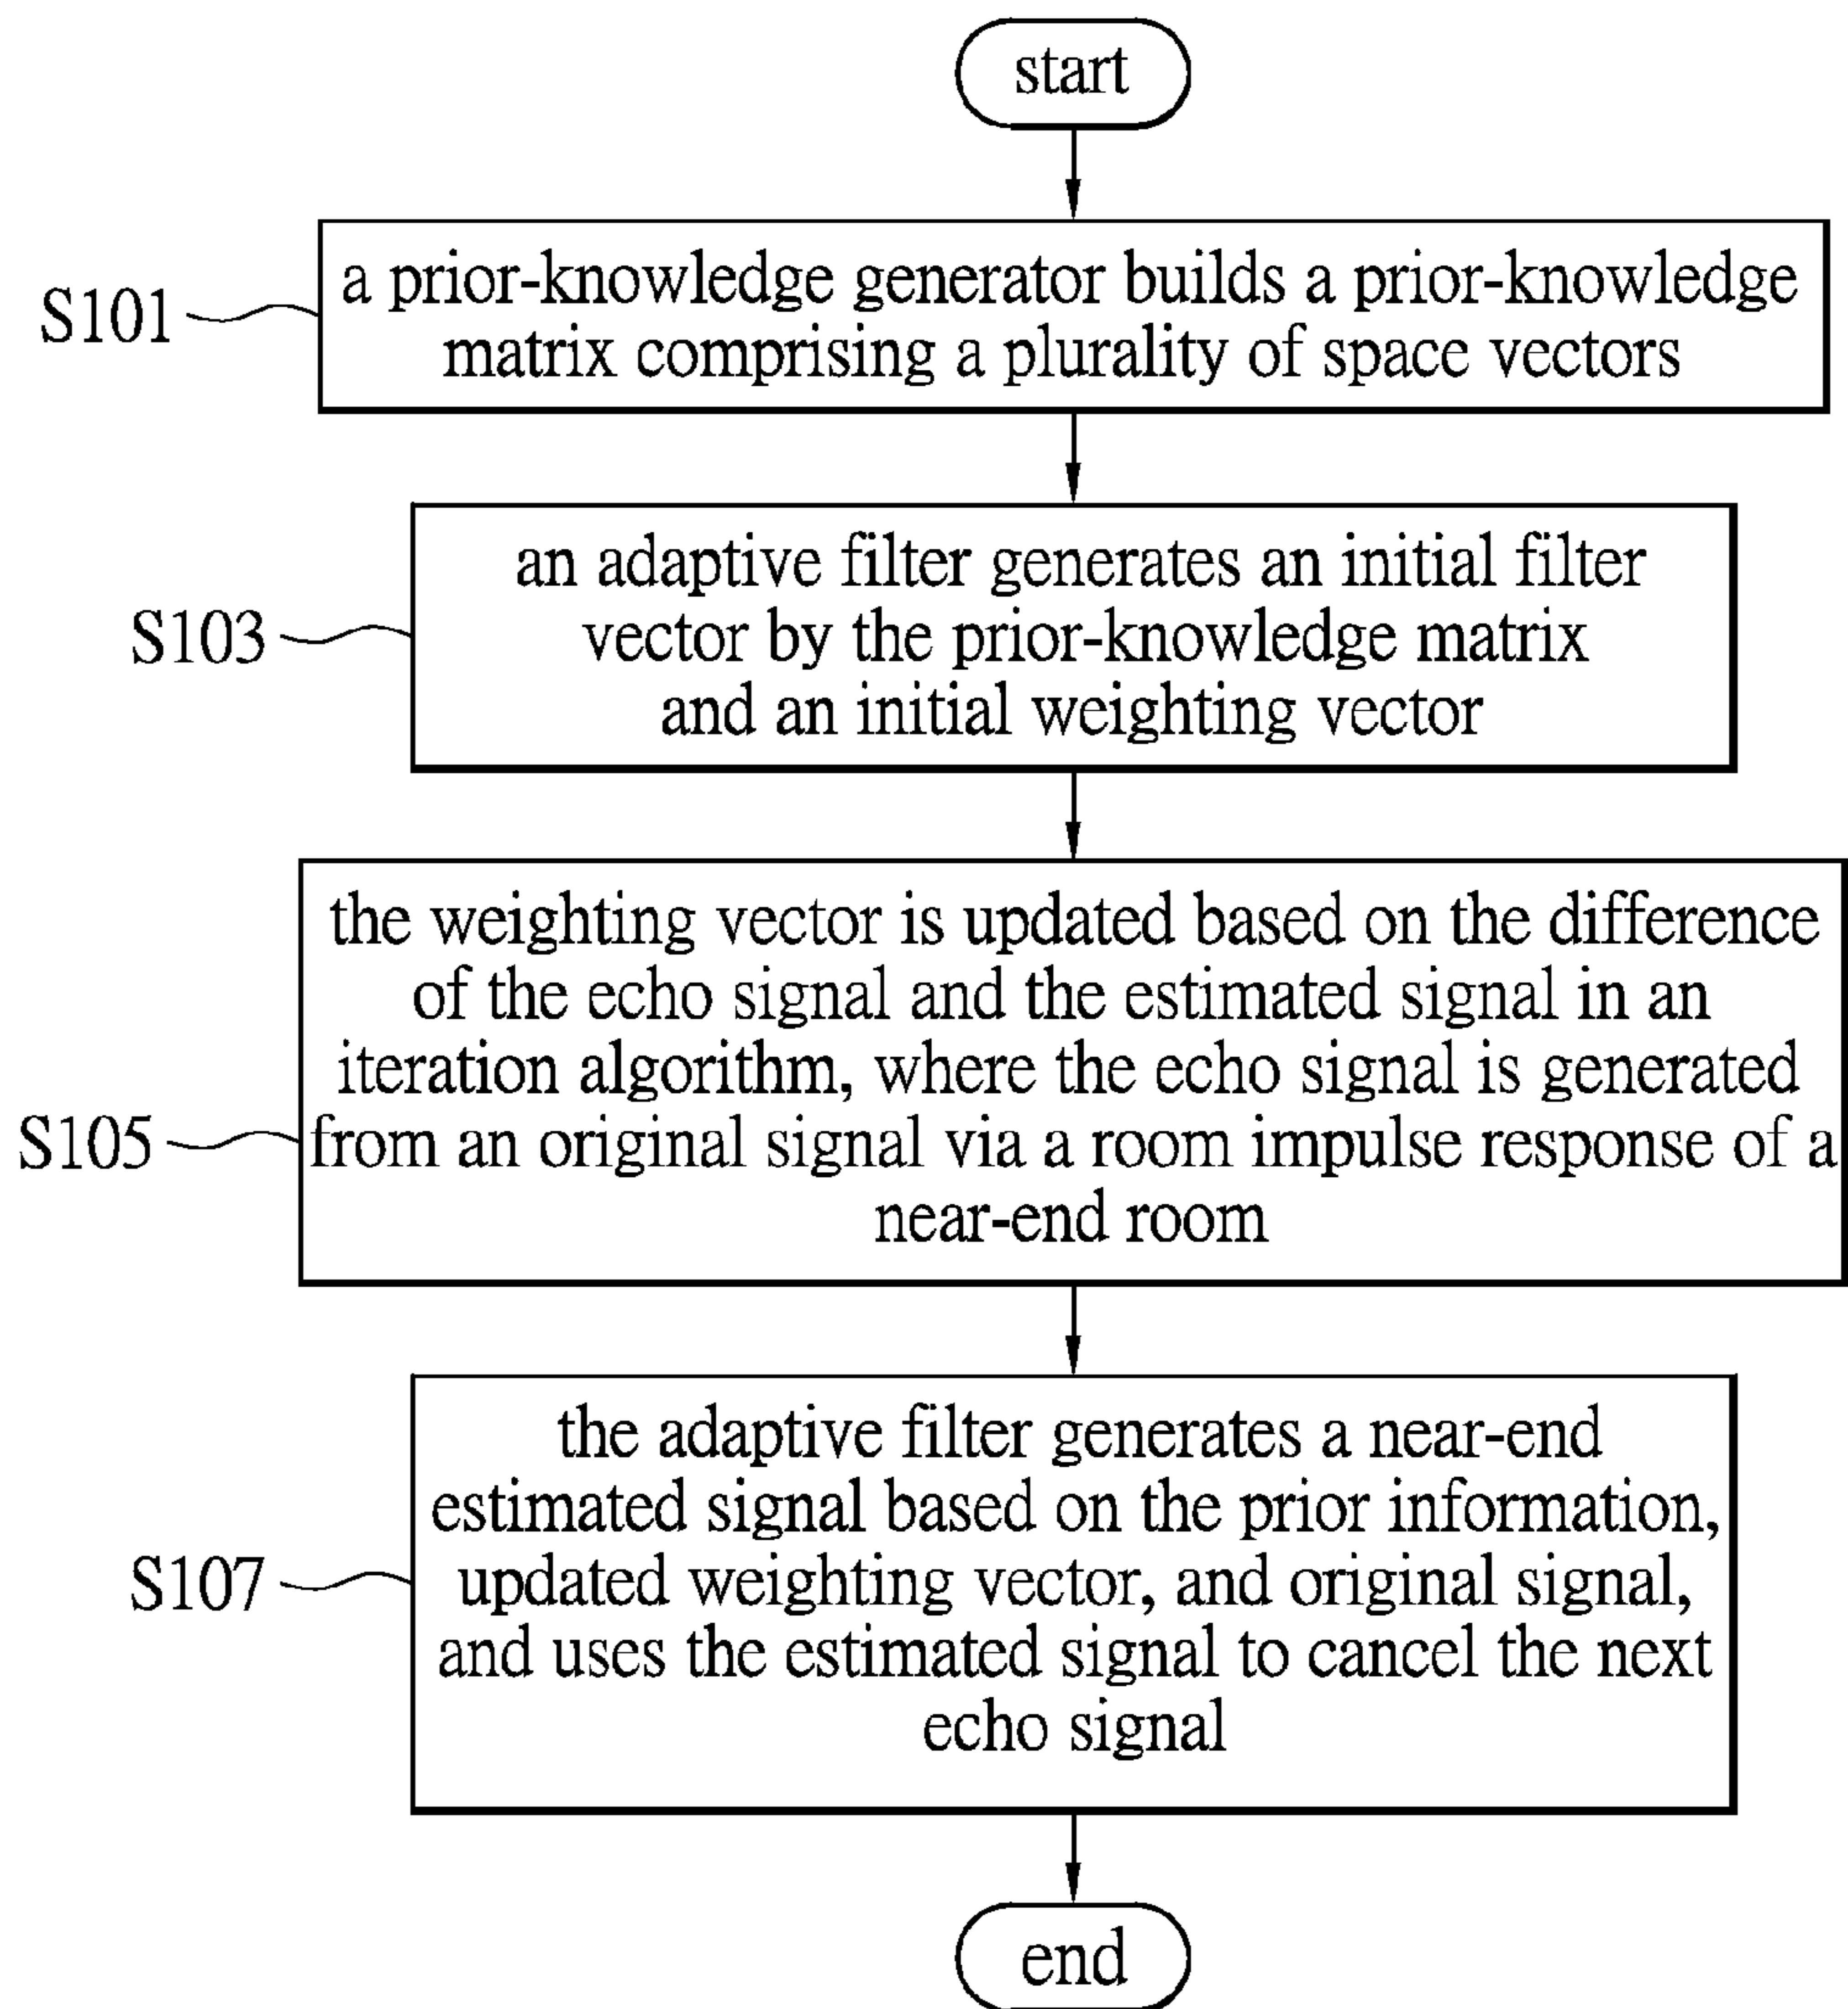 start
S101
a prior-knowledge generator builds a prior-knowledge
matrix comprising a plurality of space vectors
S103
an adaptive filter generates an initial filter
vector by the prior-knowledge matrix
and an initial weighting vector
S105
the weighting vector is updated based on the difference
of the echo signal and the estimated signal in an
iteration algorithm, where the echo signal is generated
from an original signal via a room impulse response of a
near-end room
S107
the adaptive filter generates a near-end
estimated signal based on the prior information,
updated weighting vector, and original signal,
and uses the estimated signal to cancel the next
echo signal
end